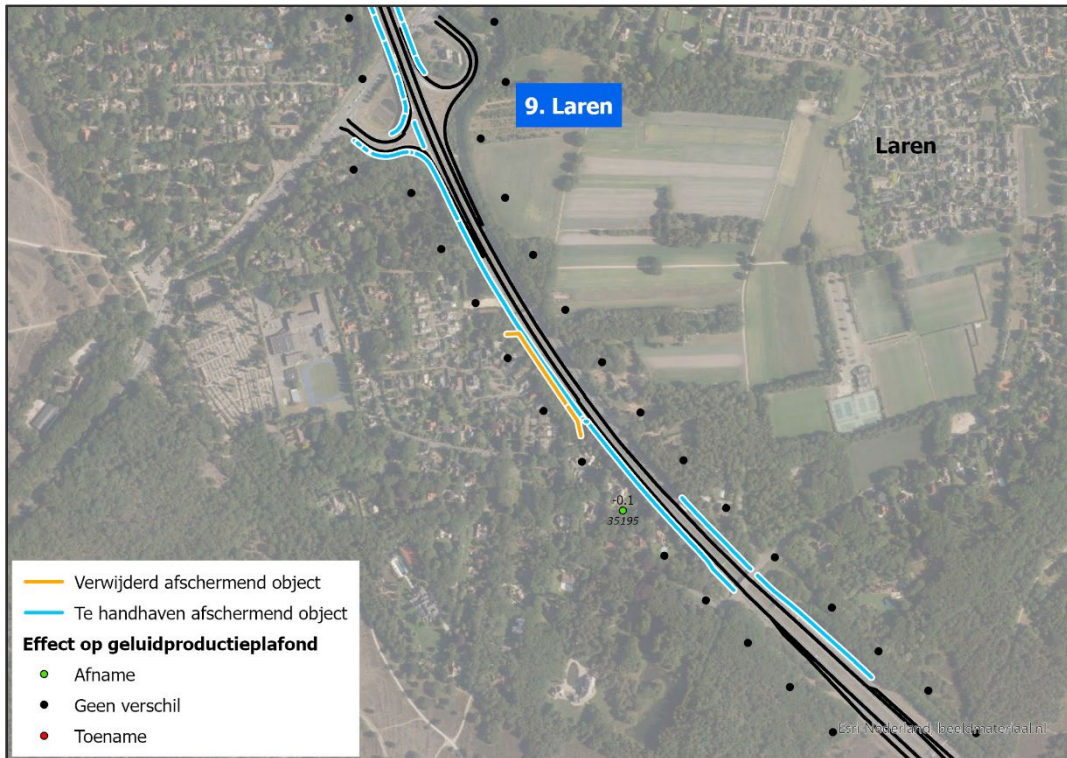 9. Laren
Laren
-0.1
35195
Verwijderd afschermend object
Te handhaven afschermend object
Effect op geluidproductieplafond
Afname
Geen verschil
Toename
Esri Nederland, beeldmateriaal.nl